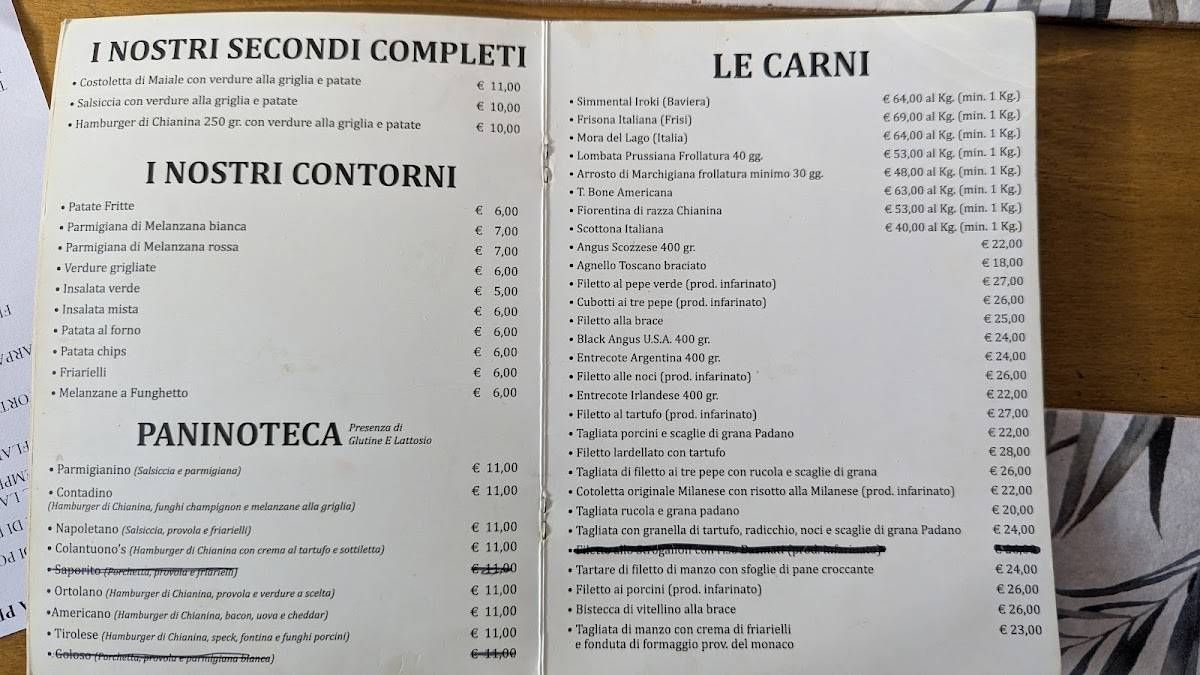 I NOSTRI SECONDI COMPLETI
• Costoletta di Maiale con verdure alla griglia e patate € 11,00
• Salsiccia con verdure alla griglia e patate € 10,00
• Hamburger di Chianina 250 gr. con verdure alla griglia e patate € 10,00
I NOSTRI CONTORNI
• Patate Fritte € 6,00
• Parmigiana di Melanzana bianca € 7,00
• Parmigiana di Melanzana rossa € 7,00
• Verdure grigliate € 6,00
• Insalata verde € 5,00
• Insalata mista € 6,00
• Patata al forno € 6,00
• Patata chips € 6,00
• Friarielli € 6,00
• Melanzane a Funghetto € 6,00
PANINOTECA Presenza di
Glutine E Lattosio
• Parmigianino (Salsiccia e parmigiana) € 11,00
• Contadino € 11,00
(Hamburger di Chianina, funghi champignon e melanzane alla griglia)
• Napoletano (Salsiccia, provola e friarielli) € 11,00
• Colantuono's (Hamburger di Chianina con crema al tartufo e sottiletta) € 11,00
• Saporito (Porchetta, provola e friarielli) € 11,00
• Ortolano (Hamburger di Chianina, provola e verdure a scelta) € 11,00
• Americano (Hamburger di Chianina, bacon, uova e cheddar) € 11,00
• Tirolese (Hamburger di Chianina, speck, fontina e funghi porcini) € 11,00
• Goloso (Porchetta, provola e parmigiana bianca) € 11,00
LE CARNI
• Simmental Iroki (Baviera) € 64,00 al Kg. (min. 1 Kg.)
• Frisona Italiana (Frisi) € 69,00 al Kg. (min. 1 Kg.)
• Mora del Lago (Italia) € 64,00 al Kg. (min. 1 Kg.)
• Lombata Prussiana Frollatura 40 gg. € 53,00 al Kg. (min. 1 Kg.)
• Arrosto di Marchigiana frollatura minimo 30 gg. € 48,00 al Kg. (min. 1 Kg.)
• T. Bone Americana € 63,00 al Kg. (min. 1 Kg.)
• Fiorentina di razza Chianina € 53,00 al Kg. (min. 1 Kg.)
• Scottona Italiana € 40,00 al Kg. (min. 1 Kg.)
• Angus Scozzese 400 gr. € 22,00
• Agnello Toscano braciato € 18,00
• Filetto al pepe verde (prod. infarinato) € 27,00
• Cubotti ai tre pepe (prod. infarinato) € 26,00
• Filetto alla brace € 25,00
• Black Angus U.S.A. 400 gr. € 24,00
• Entrecote Argentina 400 gr. € 24,00
• Filetto alle noci (prod. infarinato) € 26,00
• Entrecote Irlandese 400 gr. € 22,00
• Filetto al tartufo (prod. infarinato) € 27,00
• Tagliata porcini e scaglie di grana Padano € 22,00
• Filetto lardellato con tartufo € 28,00
• Tagliata di filetto ai tre pepe con rucola e scaglie di grana € 26,00
• Cotoletta originale Milanese con risotto alla Milanese (prod. infarinato) € 22,00
• Tagliata rucola e grana padano € 20,00
• Tagliata con granella di tartufo, radicchio, noci e scaglie di grana Padano € 24,00
• Tartare di filetto di manzo con sfoglie di pane croccante € 24,00
• Filetto ai porcini (prod. infarinato) € 26,00
• Bistecca di vitellino alla brace € 26,00
• Tagliata di manzo con crema di friarielli € 23,00
e fonduta di formaggio prov. del monaco